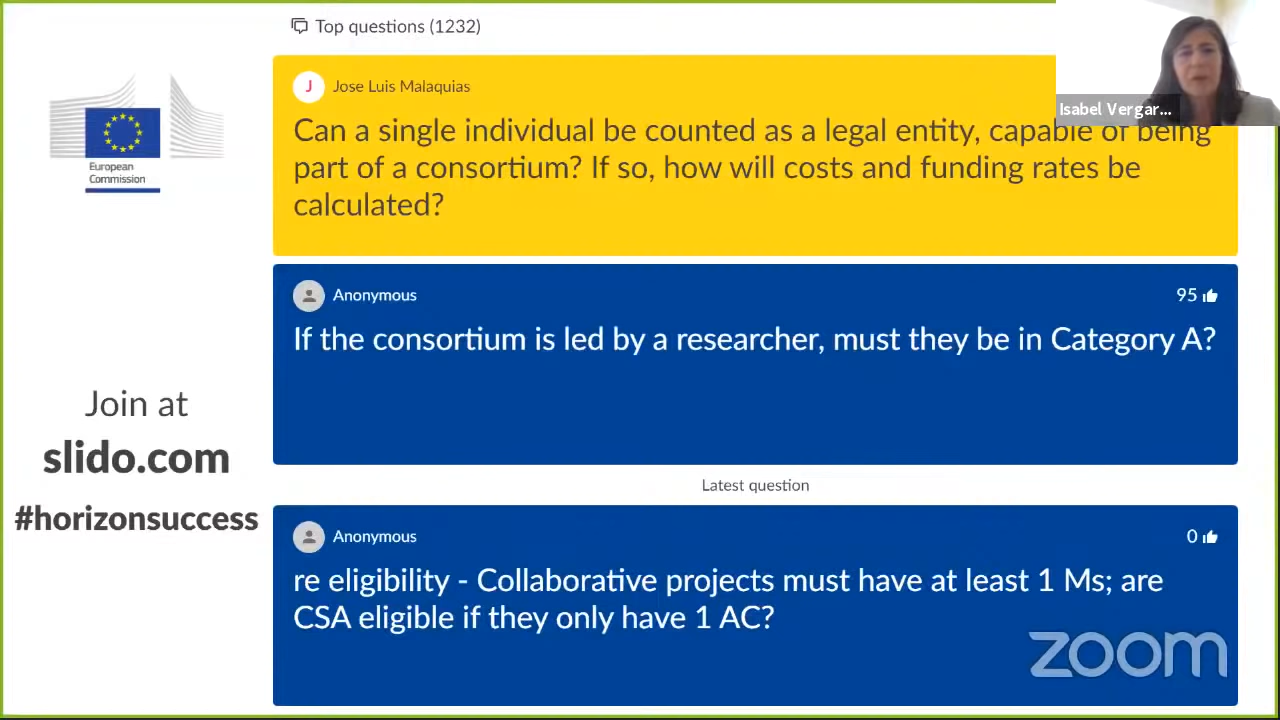 Top questions (1232)
J
Jose Luis Malaquias
Isabel Vergar...
Can a single individual be counted as a legal entity, capable of being
part of a consortium? If so, how will costs and funding rates be
calculated?
European
Commission
Anonymous
95
If the consortium is led by a researcher, must they be in Category A?
Join at
slido.com
#horizonsuccess
Latest question
Anonymous
0
re eligibility - Collaborative projects must have at least 1 Ms; are
CSA eligible if they only have 1 AC?
zoom